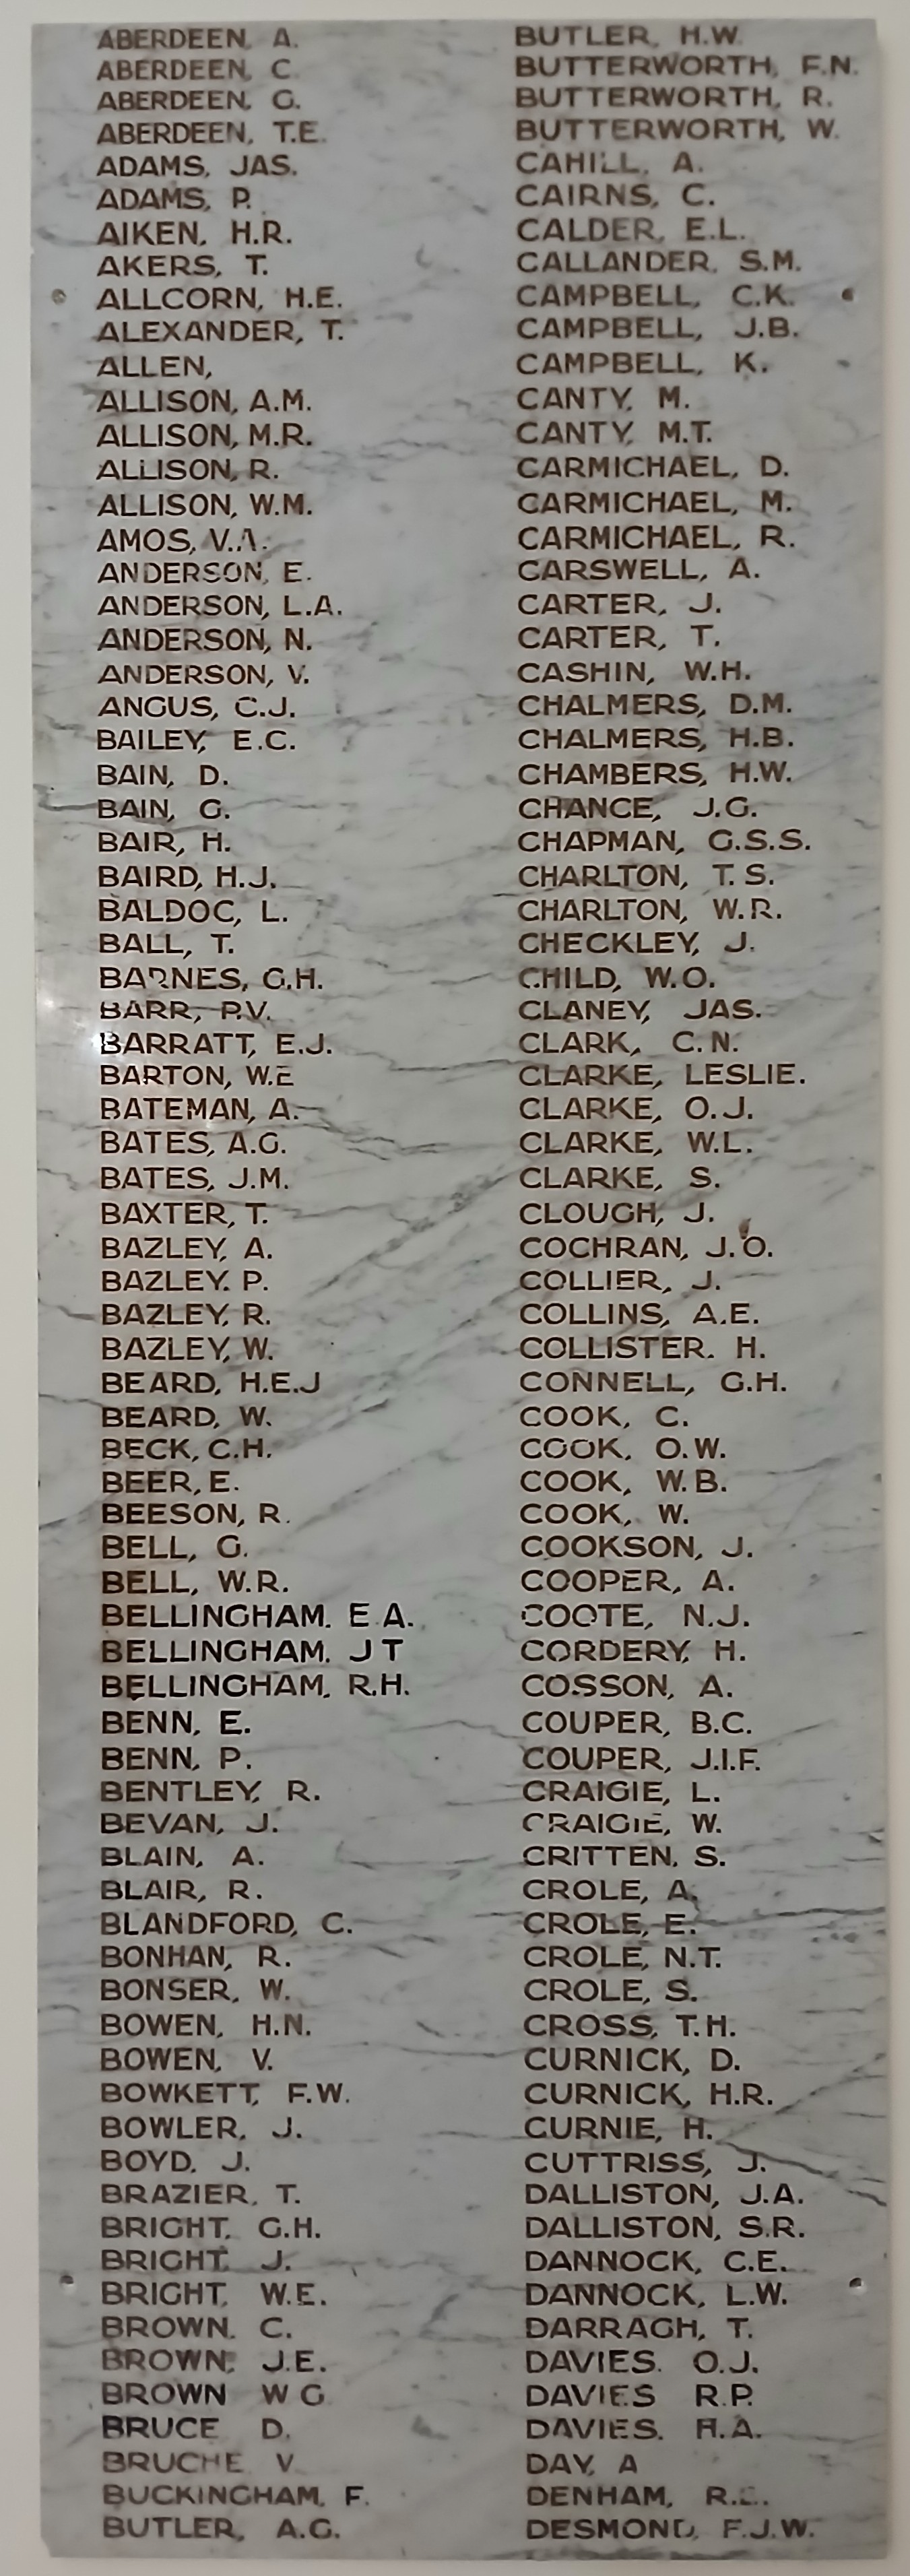 ABERDEEN, A.
ABERDEEN, C.
ABERDEEN, G.
ABERDEEN, T.E.
ADAMS, JAS.
ADAMS, P.
AIKEN, H.R.
AKERS, T.
ALLCORN, H.E.
ALEXANDER, T.
ALLEN,
ALLISON, A.M.
ALLISON, M.R.
ALLISON, R.
ALLISON, W.M.
AMOS, V.A.
ANDERSON, E.
ANDERSON, L.A.
ANDERSON, N.
ANDERSON, V.
ANGUS, C.J.
BAILEY, E.C.
BAIN, D.
BAIN, G.
BAIR, H.
BAIRD, H.J.
BALDOC, L.
BALL, T.
BARNES, G.H.
BARR, P.V.
BARRATT, E.J.
BARTON, W.E
BATEMAN, A.
BATES, A.G.
BATES, J.M.
BAXTER, T.
BAZLEY, A.
BAZLEY. P.
BAZLEY, R.
BAZLEY, W.
BEARD, H.E.J
BEARD, W.
BECK, C.H.
BEER, E.
BEESON, R.
BELL, G.
BELL, W.R.
BELLINGHAM. E A.
BELLINGHAM. J T
BELLINGHAM, R.H.
BENN, E.
BENN, P.
BENTLEY, R.
BEVAN, J.
BLAIN, A.
BLAIR, R.
BLANDFORD, C.
BONHAN, R.
BONSER, W.
BOWEN, H.N.
BOWEN, V.
BOWKETT, F.W.
BOWLER, J.
BOYD. J.
BRAZIER, T.
BRIGHT, G.H.
BRIGHT, J.
BRIGHT, W.E.
BROWN. C.
BROWN, J.E.
BROWN W G
BRUCE D.
BRUCHE V.
BUCKINGHAM, F.
BUTLER, A.G.
BUTLER, H.W.
BUTTERWORTH, F.N.
BUTTERWORTH, R.
BUTTERWORTH, W.
CAHILL, A.
CAIRNS, C.
CALDER, E.L.
CALLANDER, S.M.
CAMPBELL, C.K.
CAMPBELL, J.B.
CAMPBELL, K.
CANTY, M.
CANTY, M.T.
CARMICHAEL, D.
CARMICHAEL, M.
CARMICHAEL, R.
CARSWELL, A.
CARTER, J.
CARTER, T.
CASHIN, W.H.
CHALMERS, D.M.
CHALMERS, H.B.
CHAMBERS, H.W.
CHANCE, J.G.
CHAPMAN, G.S.S.
CHARLTON, T.S.
CHARLTON, W.R.
CHECKLEY, J.
CHILD, W.O.
CLANEY, JAS.
CLARK, C.N.
CLARKE, LESLIE.
CLARKE, O.J.
CLARKE, W.L.
CLARKE, S.
CLOUGH, J.
COCHRAN, J.O.
COLLIER, J.
COLLINS, A.E.
COLLISTER. H.
CONNELL, G.H.
COOK, C.
COOK, O.W.
COOK, W.B.
COOK, W.
COOKSON, J.
COOPER, A.
COOTE, N.J.
CORDERY, H.
COSSON, A.
COUPER, B.C.
COUPER, J.I.F.
CRAIGIE, L.
CRAIGIE, W.
CRITTEN, S.
CROLE, A.
CROLE, E.
CROLE, N.T.
CROLE, S.
CROSS, T.H.
CURNICK, D.
CURNICK, H.R.
CURNIE, H.
CUTTRISS, J.
DALLISTON, J.A.
DALLISTON, S.R.
DANNOCK, C.E.
DANNOCK, L.W.
DARRAGH, T.
DAVIES. O.J.
DAVIES R.P.
DAVIES. H.A.
DAY, A
DENHAM, R.
DESMOND, F.J.W.